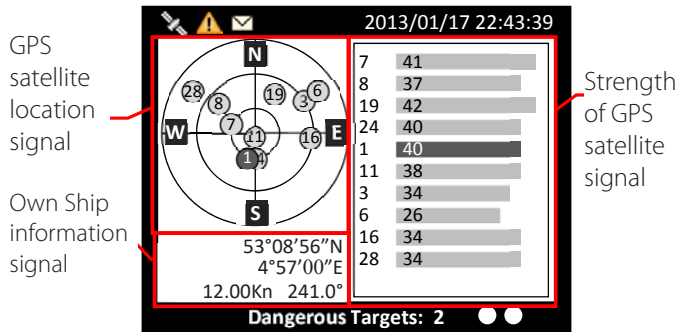 2013/01/17 22:43:39
GPS
satellite
location
signal
N
28
8
19
3
6
7
W
11
16
E
1
4
S
7 41
8 37
19 42
24 40
1 40
11 38
3 34
6 26
16 34
28 34
Strength
of GPS
satellite
signal
Own Ship
information
signal
53°08′56″N
4°57′00″E
12.00Kn 241.0°
Dangerous Targets: 2